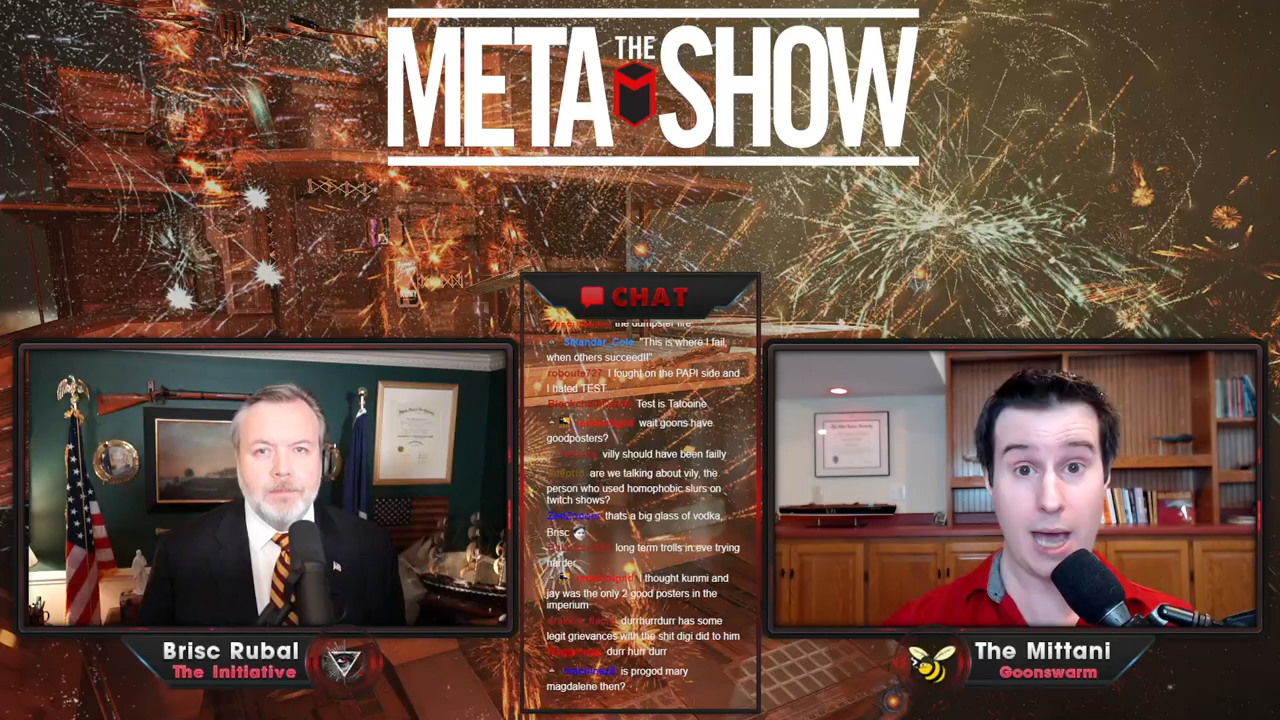 THE
META SHOW
CHAT
the dumpster fire
Sikandar_Cole "This is where I fail,
when others succeed!!"
roboute727 I fought on the PAPI side and
I hated TEST.
Test is Tatooine
wait goons have
goodposters?
villy should have been failly
are we talking about vily, the
person who used homophobic slurs on
twitch shows?
thats a big glass of vodka,
Brisc
long term trolls in eve trying
harder
I thought kunmi and
jay was the only 2 good posters in the
imperium
durrhurrdurr has some
legit grievances with the shit digi did to him
durr hurr durr
is progod mary
magdalene then?
Brisc Rubal
The Initiative
The Mittani
Goonswarm